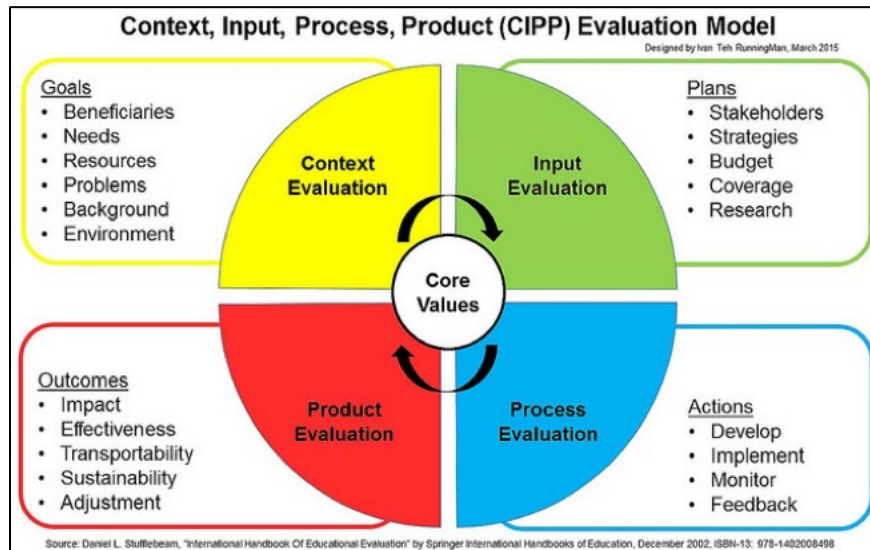 Context, Input, Process, Product (CIPP) Evaluation Model
Designed by Ivan Teh RunningMan, March 2015
Goals
• Beneficiaries
• Needs
• Resources
• Problems
• Background
• Environment
Context
Evaluation
Input
Evaluation
Plans
• Stakeholders
• Strategies
• Budget
• Coverage
• Research
Core
Values
Outcomes
• Impact
• Effectiveness
• Transportability
• Sustainability
• Adjustment
Product
Evaluation
Process
Evaluation
Actions
• Develop
• Implement
• Monitor
• Feedback
Source: Daniel L. Stufflebeam, "International Handbook Of Educational Evaluation" by Springer International Handbooks of Education, December 2002, ISBN-13: 978-1402008498